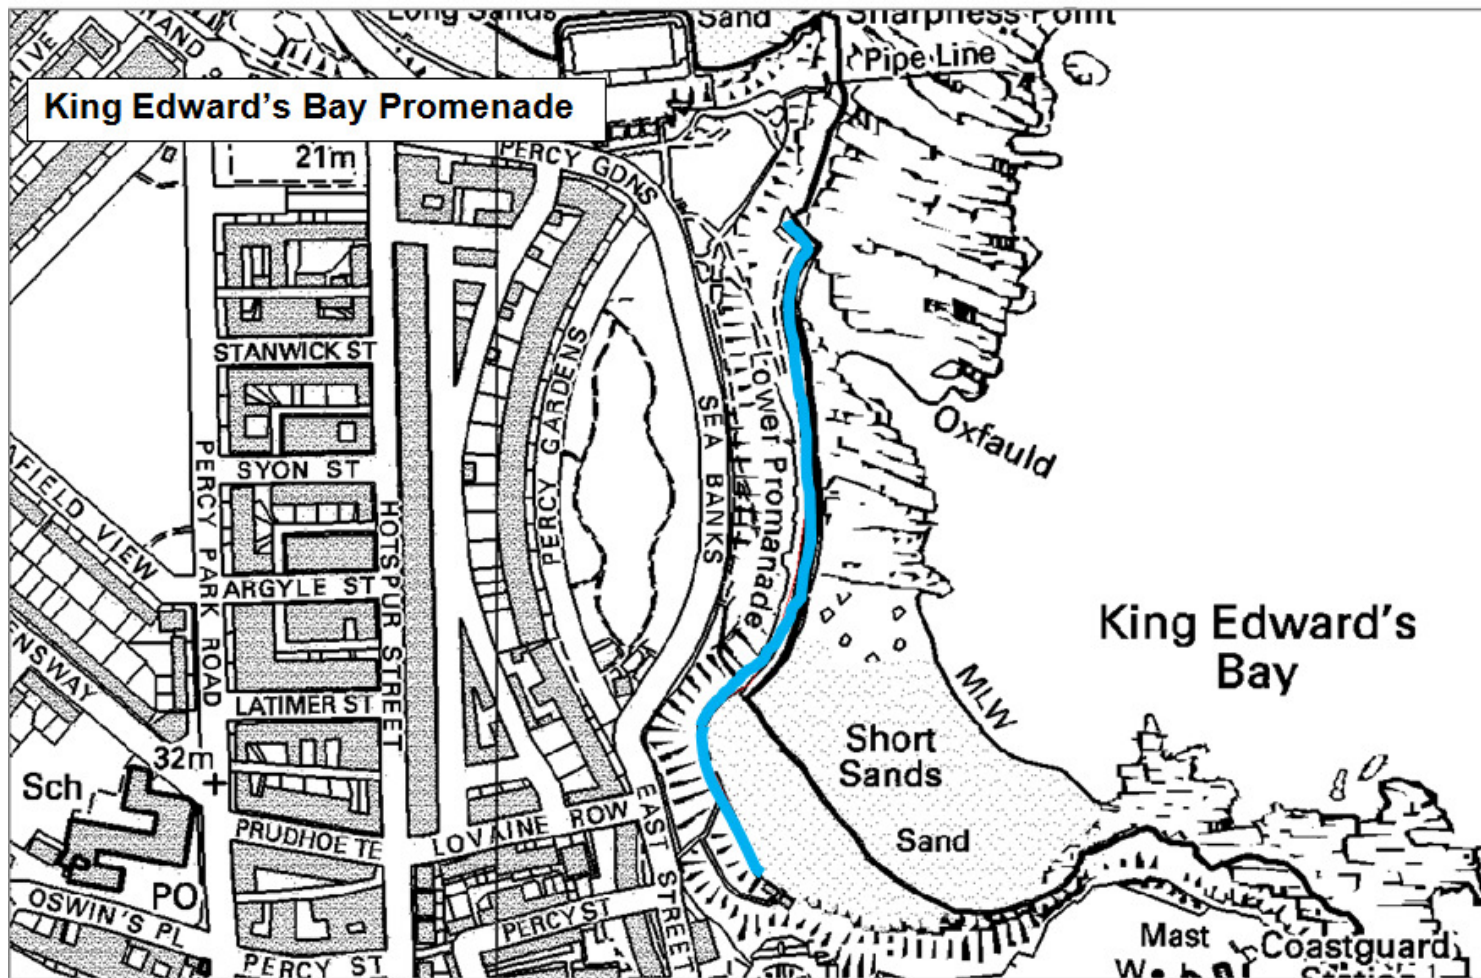 Long Sands
Sand
Sharpness Point
Pipe Line
King Edward's Bay Promenade
21m
PERCY GDNS
STANWICK ST
SYON ST
ARGYLE ST
LATIMER ST
PERCY PARK ROAD
HOTSPUR STREET
PERCY GARDENS
SEA BANKS
Lower Promanade
Oxfauld
King Edward's
Bay
MLW
Short
Sands
Sand
32m
Sch
PO
PRUDHOE TE
LOVAINE ROW
EAST STREET
OSWIN'S PL
PERCY ST
PERCY ST
VIEW
Mast
Coastguard